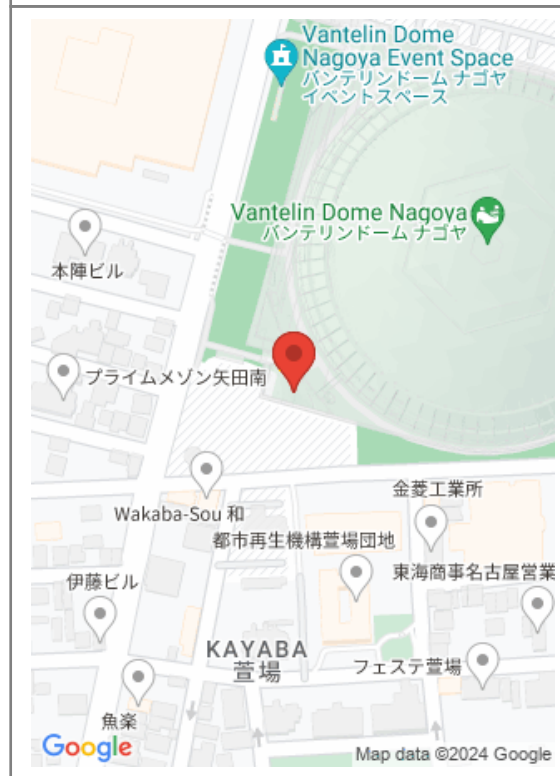 Vantelin Dome
Nagoya Event Space
バンテリンドーム ナゴヤ
イベントスペース
Vantelin Dome Nagoya
バンテリンドーム ナゴヤ
本陣ビル
プライムメゾン矢田南
金菱工業所
Wakaba-Sou 和
都市再生機構萱場団地
東海商事名古屋営業
伊藤ビル
KAYABA
萱場
フェステ萱場
魚楽
Google
Map data ©2024 Google